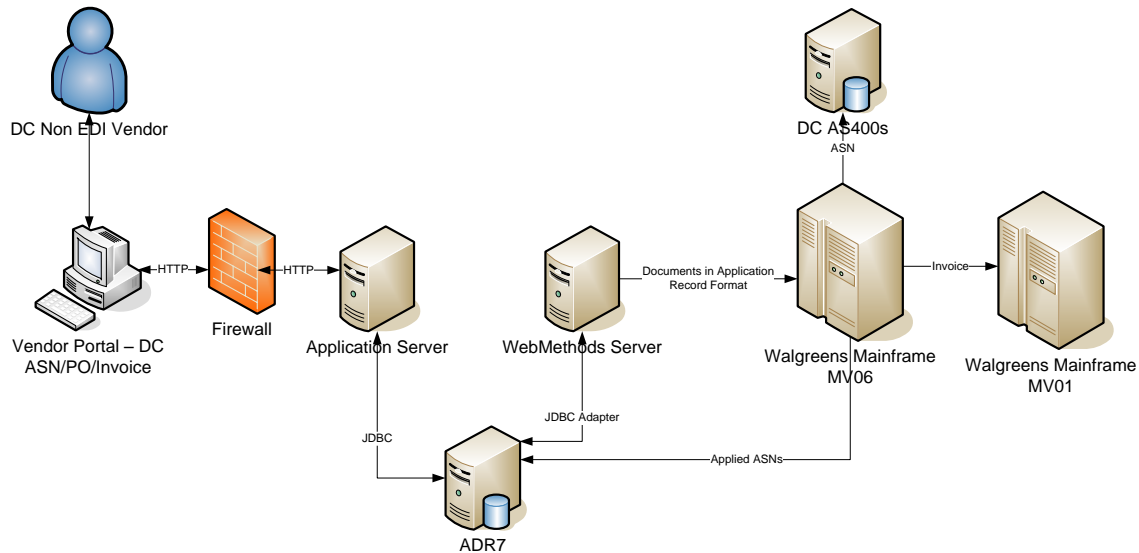 DC Non EDI Vendor
DC AS400s
ASN
HTTP
HTTP
Documents in Application
Record Format
Invoice
Firewall
Vendor Portal – DC
ASN/PO/Invoice
Application Server
WebMethods Server
Walgreens Mainframe
MV06
Walgreens Mainframe
MV01
JDBC Adapter
JDBC
Applied ASNs
ADR7